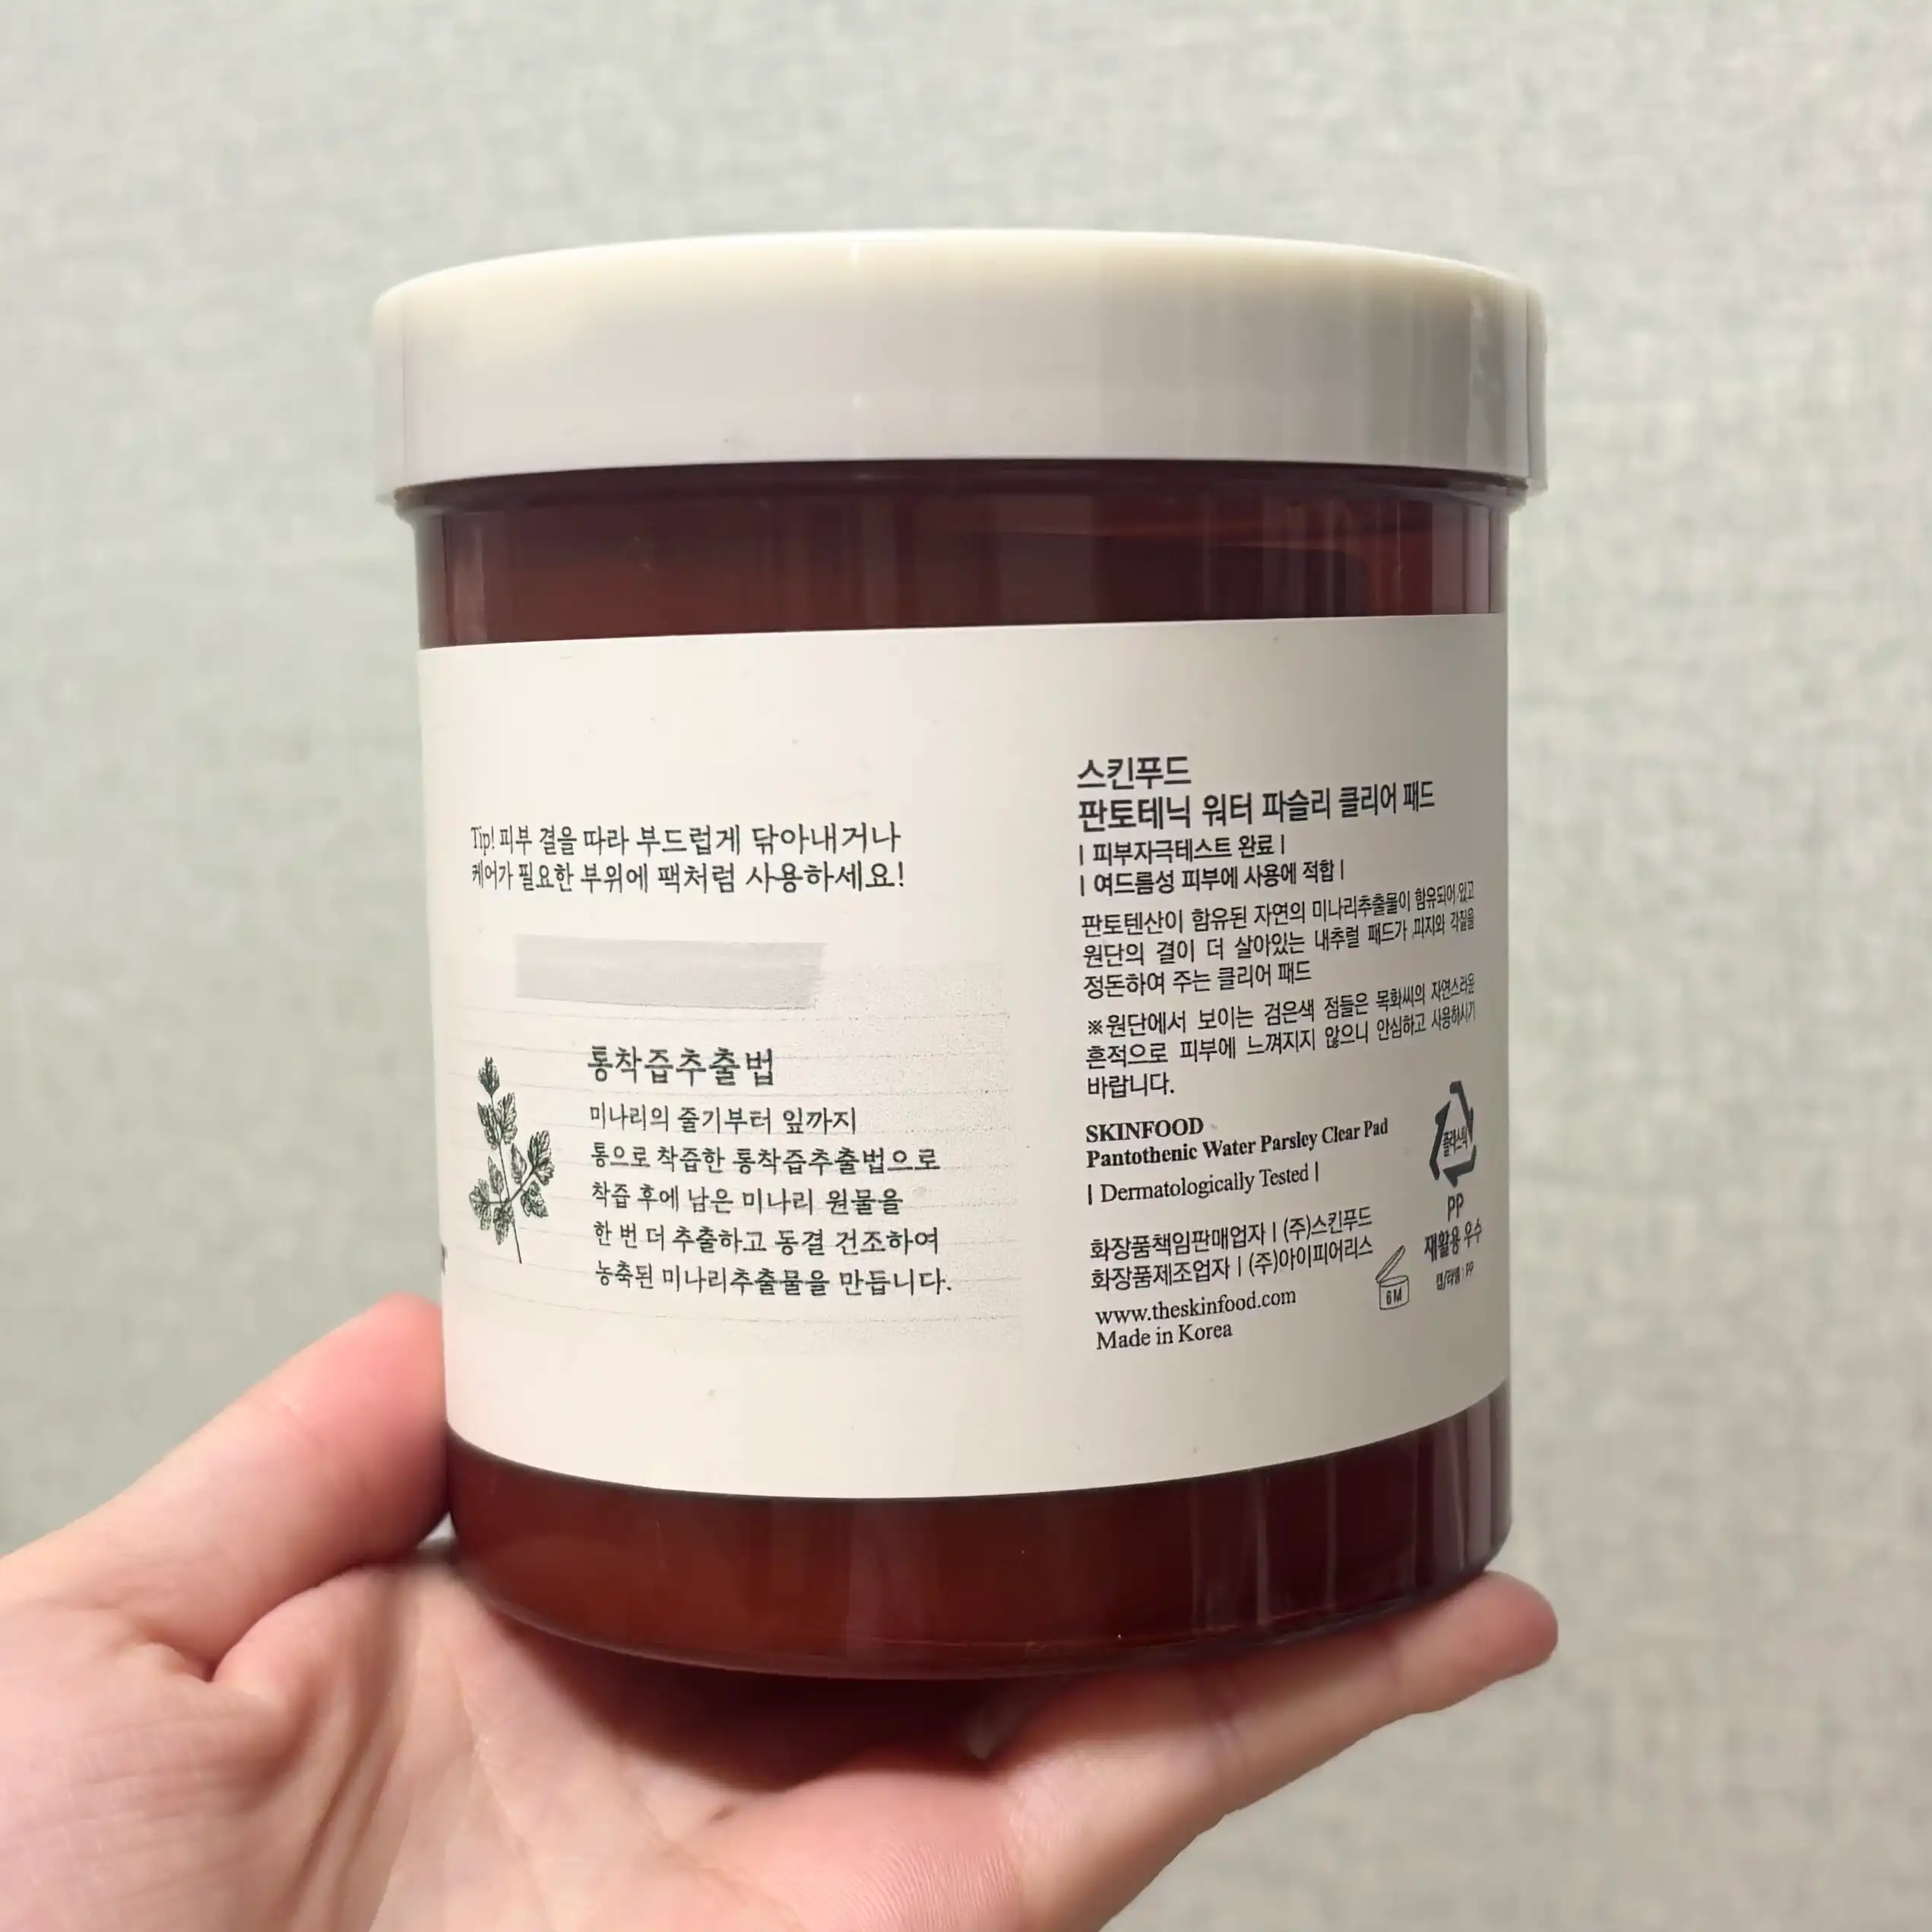 Tip! 피부 결을 따라 부드럽게 닦아내거나
케어가 필요한 부위에 팩처럼 사용하세요!
통착즙추출법
미나리의 줄기부터 잎까지
통으로 착즙한 통착즙추출법으로
착즙 후에 남은 미나리 원물을
한 번 더 추출하고 동결 건조하여
농축된 미나리추출물을 만듭니다.
스킨푸드
판토테닉 워터 파슬리 클리어 패드
| 피부자극테스트 완료 |
| 여드름성 피부에 사용에 적합 |
판토텐산이 함유된 자연의 미나리추출물이 함유되어 있고
원단의 결이 더 살아있는 내추럴 패드가 피지와 각질을
정돈하여 주는 클리어 패드
※원단에서 보이는 검은색 점들은 목화씨의 자연스러운
흔적으로 피부에 느껴지지 않으니 안심하고 사용하시기
바랍니다.
SKINFOOD
Pantothenic Water Parsley Clear Pad
| Dermatologically Tested |
화장품책임판매업자 | (주)스킨푸드
화장품제조업자 | (주)아이피어리스
www.theskinfood.com
Made in Korea
6M
플라스틱
PP
재활용 우수